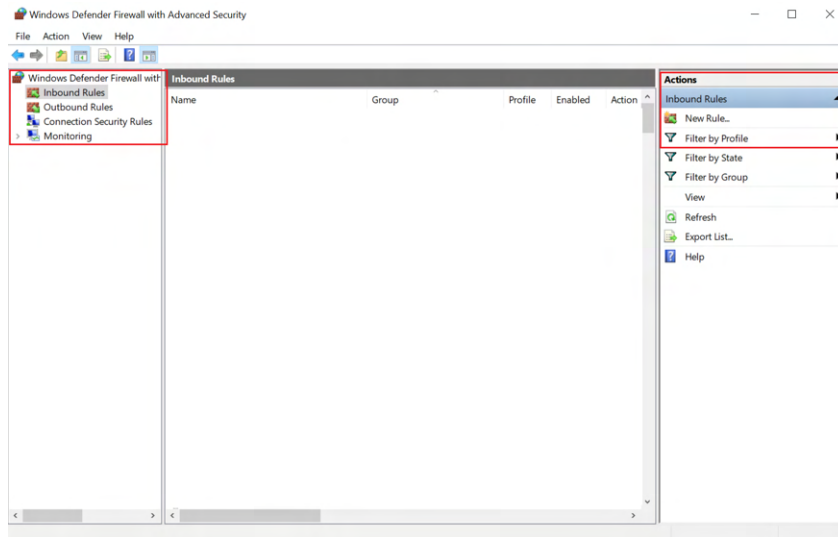 Windows Defender Firewall with Advanced Security
File Action View Help
Windows Defender Firewall with
Inbound Rules
Outbound Rules
Connection Security Rules
Monitoring
Inbound Rules
Name Group Profile Enabled Action
Actions
Inbound Rules
New Rule...
Filter by Profile
Filter by State
Filter by Group
View
Refresh
Export List...
Help